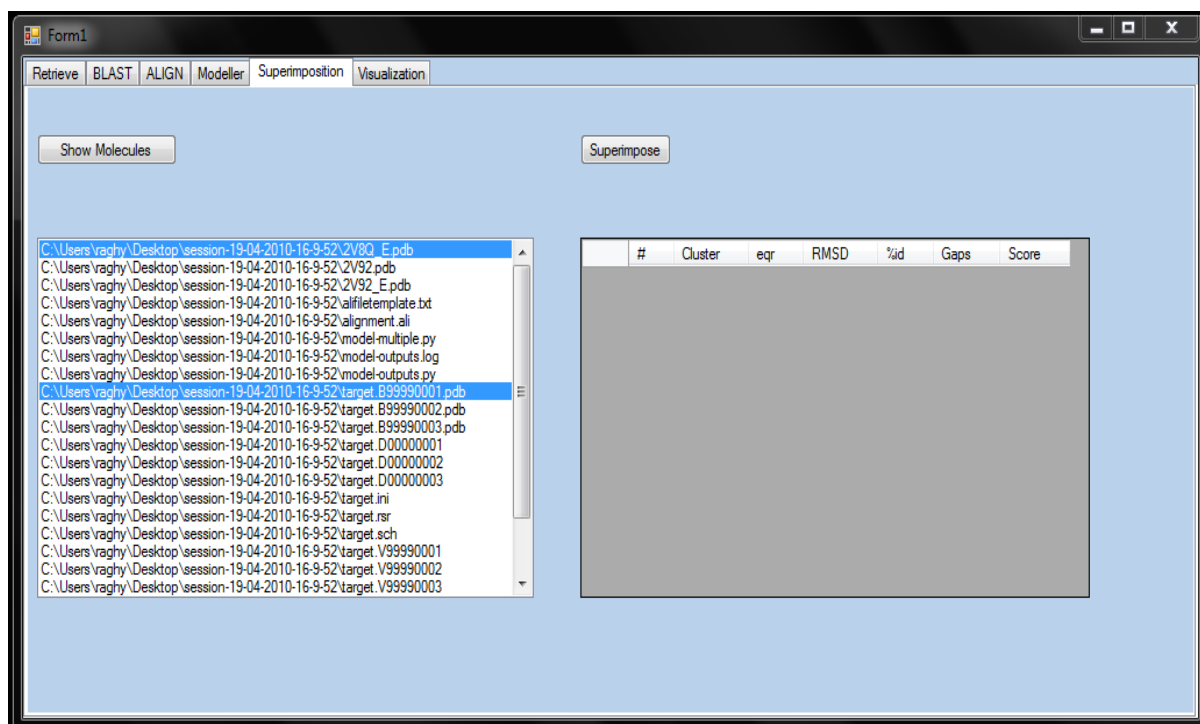 Form1
Retrieve BLAST ALIGN Modeller Superimposition Visualization
Show Molecules
Superimpose
C:\Users\raghy\Desktop\session-19-04-2010-16-9-52\2V8Q_E.pdb
C:\Users\raghy\Desktop\session-19-04-2010-16-9-52\2V92.pdb
C:\Users\raghy\Desktop\session-19-04-2010-16-9-52\2V92_E.pdb
C:\Users\raghy\Desktop\session-19-04-2010-16-9-52\alifiletemplate.txt
C:\Users\raghy\Desktop\session-19-04-2010-16-9-52\alignment.ali
C:\Users\raghy\Desktop\session-19-04-2010-16-9-52\model-multiple.py
C:\Users\raghy\Desktop\session-19-04-2010-16-9-52\model-outputs.log
C:\Users\raghy\Desktop\session-19-04-2010-16-9-52\model-outputs.py
C:\Users\raghy\Desktop\session-19-04-2010-16-9-52\target.B99990001.pdb
C:\Users\raghy\Desktop\session-19-04-2010-16-9-52\target.B99990002.pdb
C:\Users\raghy\Desktop\session-19-04-2010-16-9-52\target.B99990003.pdb
C:\Users\raghy\Desktop\session-19-04-2010-16-9-52\target.D00000001
C:\Users\raghy\Desktop\session-19-04-2010-16-9-52\target.D00000002
C:\Users\raghy\Desktop\session-19-04-2010-16-9-52\target.D00000003
C:\Users\raghy\Desktop\session-19-04-2010-16-9-52\target.ini
C:\Users\raghy\Desktop\session-19-04-2010-16-9-52\target.rsr
C:\Users\raghy\Desktop\session-19-04-2010-16-9-52\target.sch
C:\Users\raghy\Desktop\session-19-04-2010-16-9-52\target.V99990001
C:\Users\raghy\Desktop\session-19-04-2010-16-9-52\target.V99990002
C:\Users\raghy\Desktop\session-19-04-2010-16-9-52\target.V99990003
# Cluster eqr RMSD %id Gaps Score